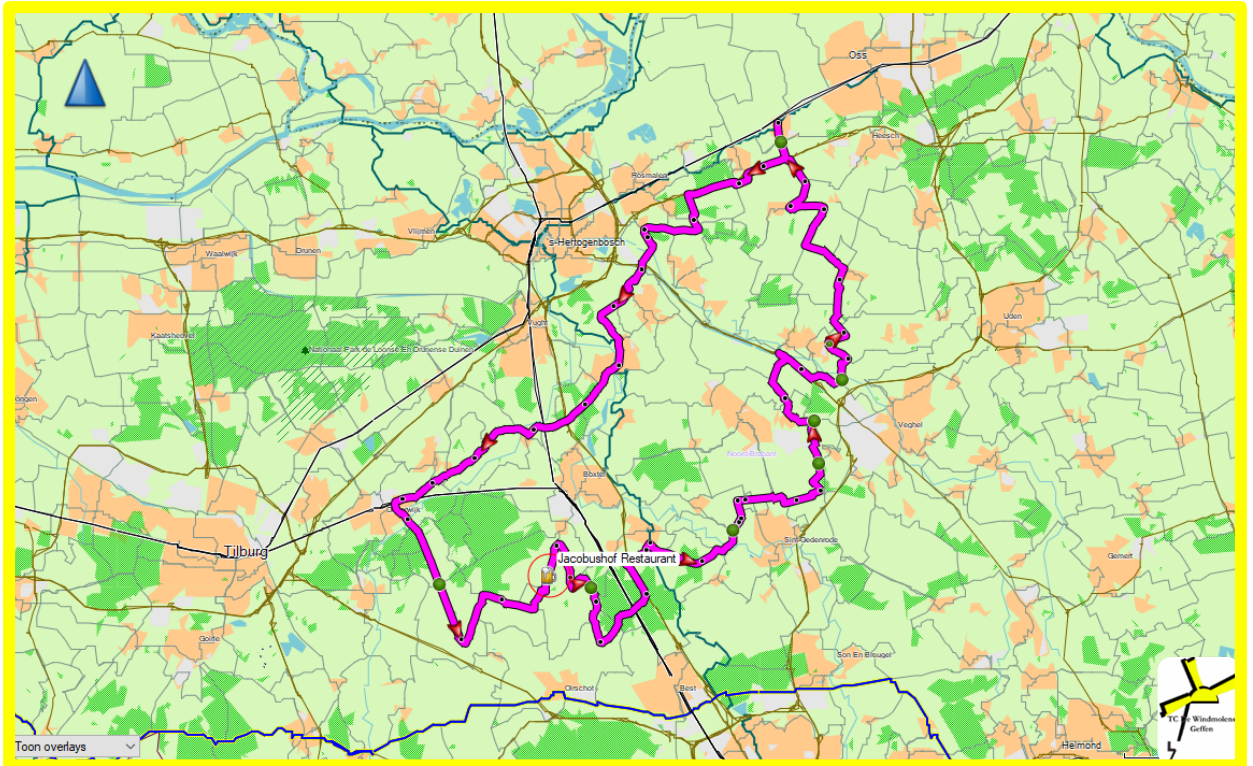 Oss
Heesch
Rosmalen
Vlijmen
's-Hertogenbosch
Drunen
Waalwijk
Uden
Vught
Kaatsheuvel
Nationaal Park de Loonse En Drunense Duinen
Veghel
Noord-Brabant
Boxtel
Sint-Oedenrode
Tilburg
Jacobushof Restaurant
Gemert
Goirle
Son En Breugel
Oirschot
Best
TC De Windmolens
Geffen
Toon overlays
Helmond